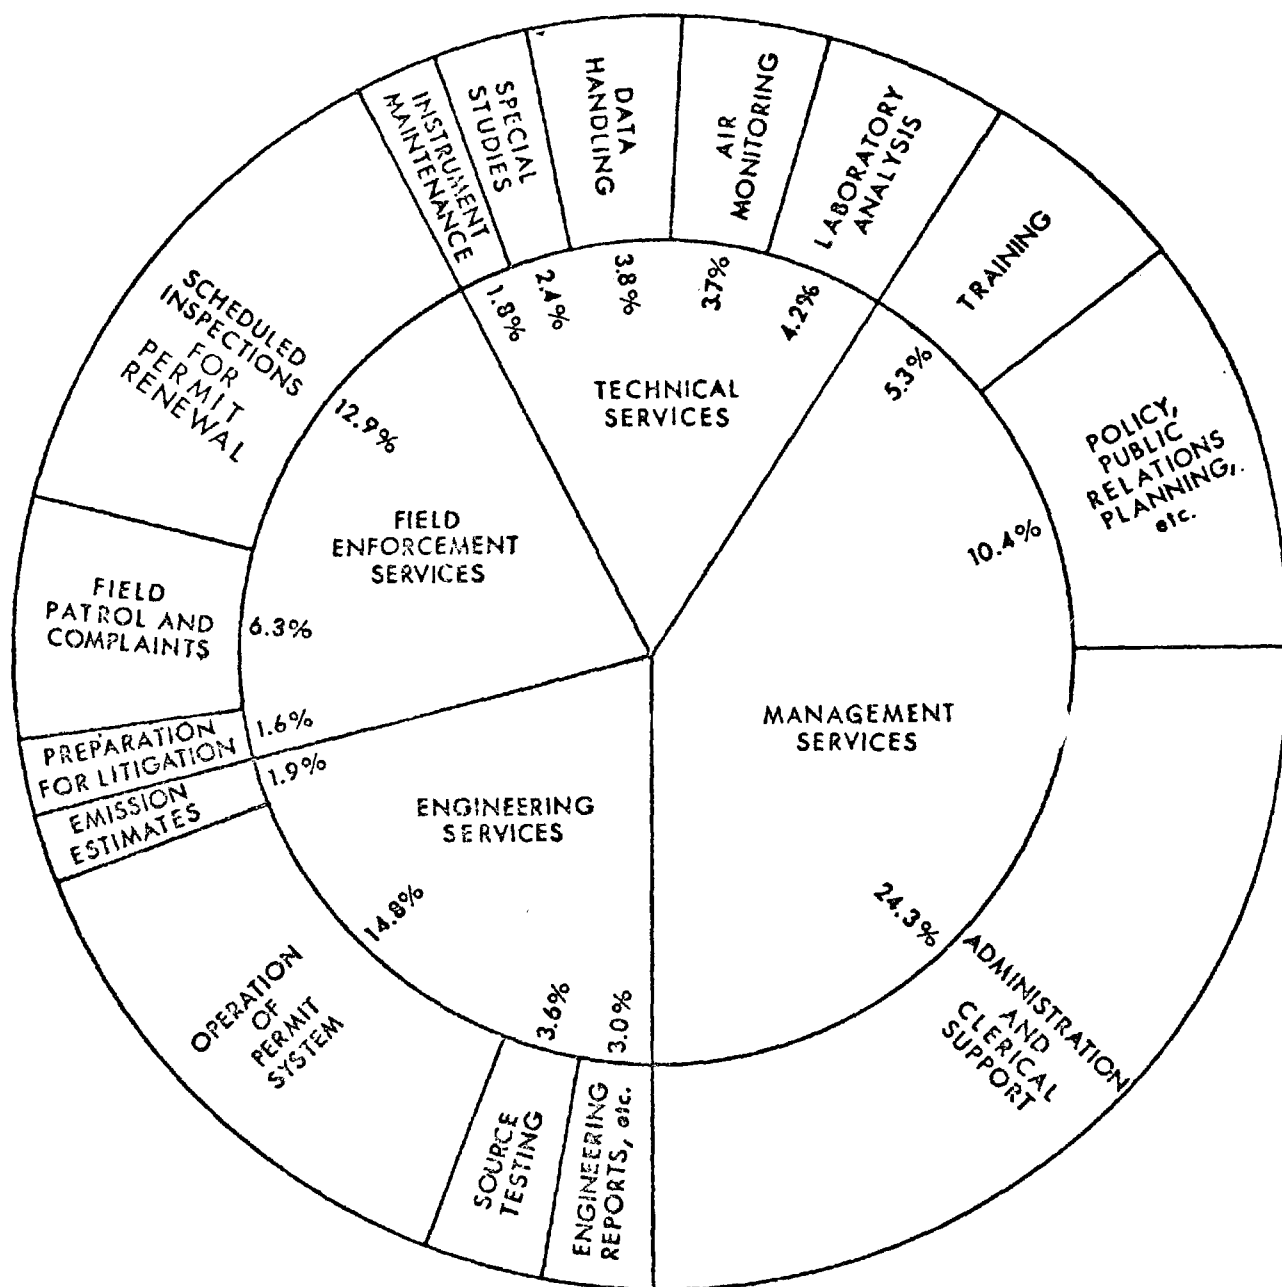 INSTRUMENT
MAINTENANCE
1.8%
SPECIAL
STUDIES
2.4%
DATA
HANDLING
3.8%
AIR
MONITORING
3.7%
LABORATORY
ANALYSIS
4.2%
TECHNICAL
SERVICES
TRAINING
5.3%
POLICY,
PUBLIC
RELATIONS
PLANNING,
etc.
10.4%
MANAGEMENT
SERVICES
24.3%
ADMINISTRATION
AND
CLERICAL
SUPPORT
ENGINEERING
REPORTS, etc.
3.0%
SOURCE
TESTING
3.6%
OPERATION
OF
PERMIT
SYSTEM
14.8%
ENGINEERING
SERVICES
EMISSION
ESTIMATES
1.9%
PREPARATION
FOR LITIGATION
1.6%
FIELD
PATROL AND
COMPLAINTS
6.3%
FIELD
ENFORCEMENT
SERVICES
SCHEDULED
INSPECTIONS
FOR
PERMIT
RENEWAL
12.9%